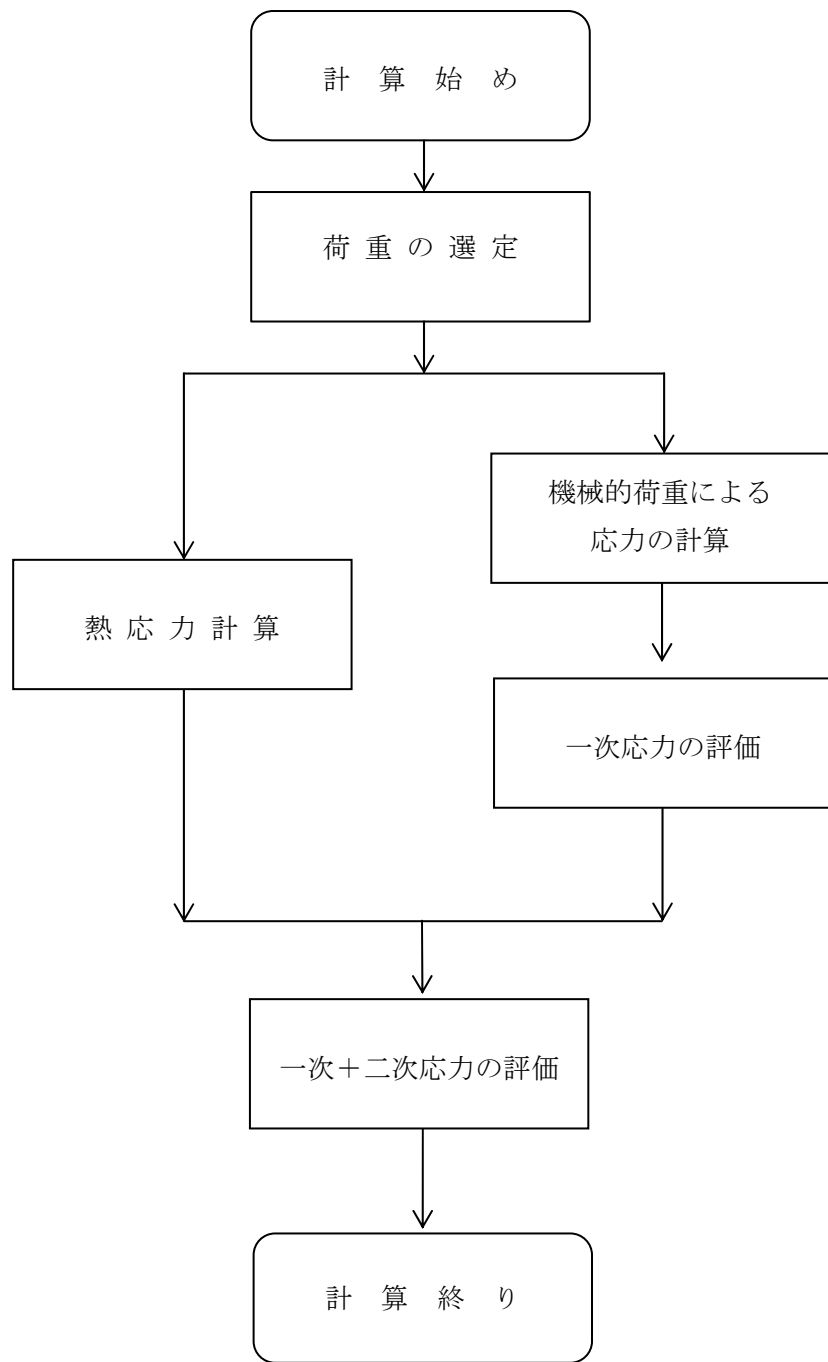 計算始め
荷重の選定
機械的荷重による
応力の計算
熱応力計算
一次応力の評価
一次+二次応力の評価
計算終り